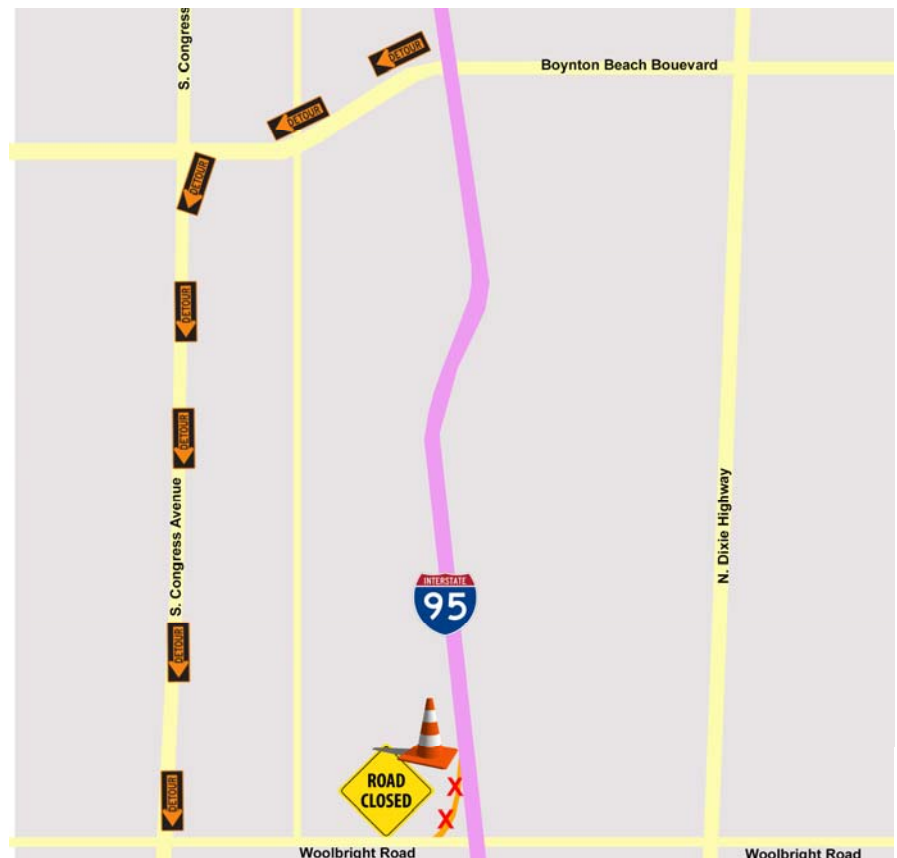 S. Congress
DETOUR
Boynton Beach Bouevard
DETOUR
DETOUR
DETOUR
DETOUR
S. Congress Avenue
N. Dixie Highway
INTERSTATE
95
DETOUR
ROAD
CLOSED
X
X
DETOUR
Woolbright Road
Woolbright Road